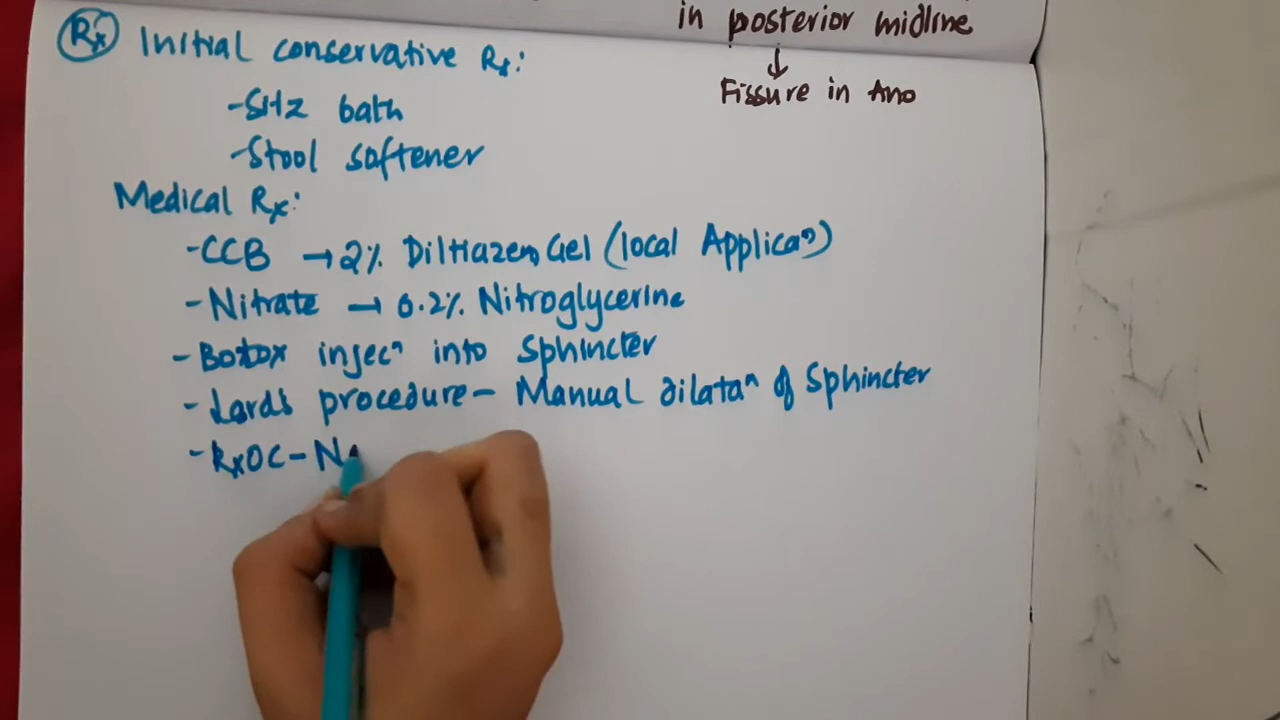 in posterior midline
↓
Fissure in Ano
Rx Initial conservative Rx:
-Sitz bath
-Stool softener
Medical Rx:
-CCB → 2% Diltiazem Gel (local Applicaⁿ)
-Nitrate → 0.2% Nitroglycerine
-Botox injecⁿ into Sphincter
-Lords procedure- Manual dilataⁿ of Sphincter
-RxOC-N